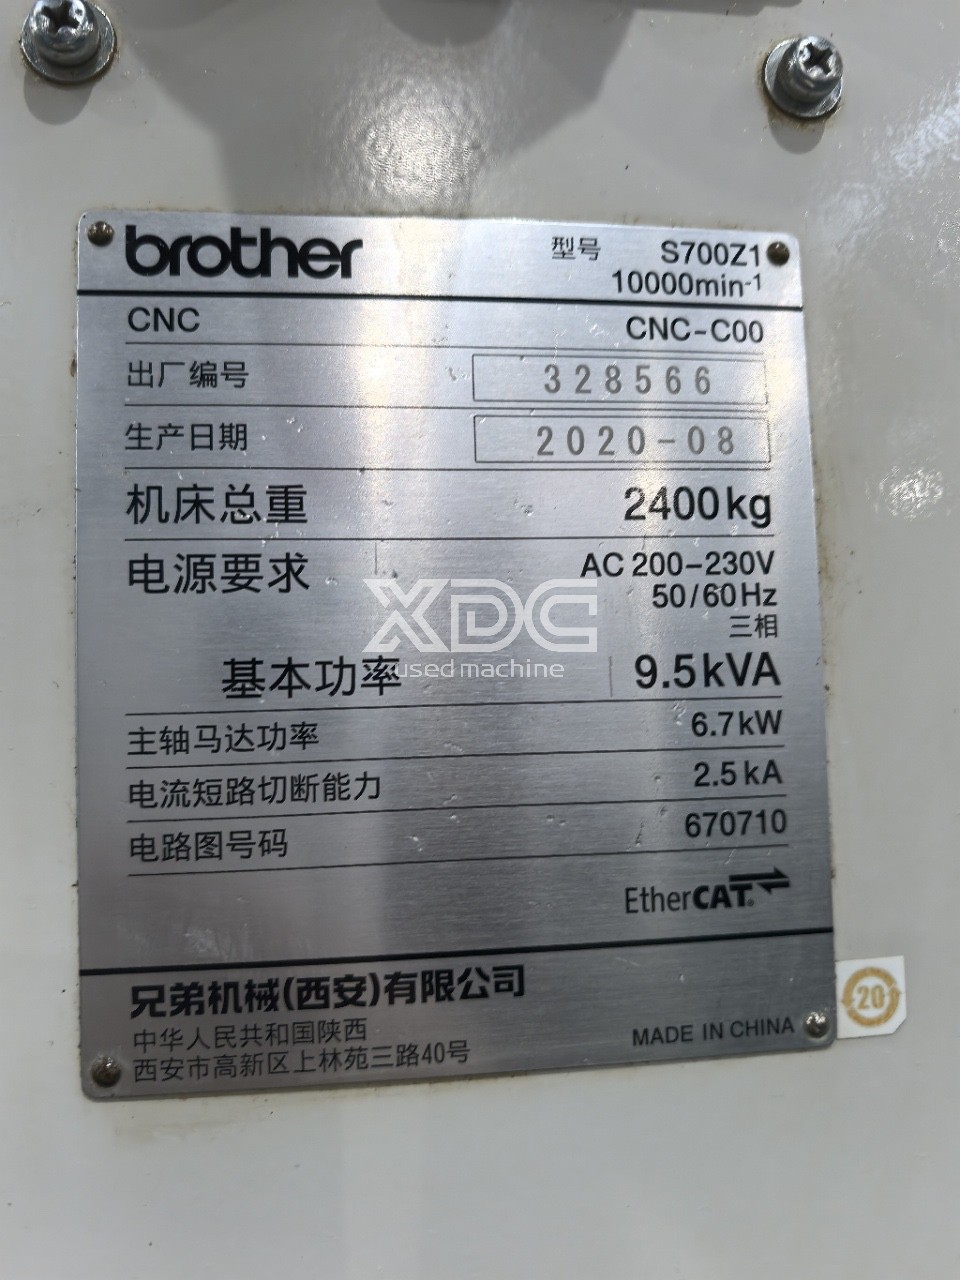 brother
型号 S700Z1
10000min-1
CNC CNC-C00
出厂编号 328566
生产日期 2020-08
机床总重 2400kg
电源要求 AC 200-230V
50/60Hz
三相
XDC
used machine
基本功率 9.5kVA
主轴马达功率 6.7kW
电流短路切断能力 2.5kA
电路图号码 670710
EtherCAT®
兄弟机械(西安)有限公司
中华人民共和国陕西
西安市高新区上林苑三路40号
MADE IN CHINA
20